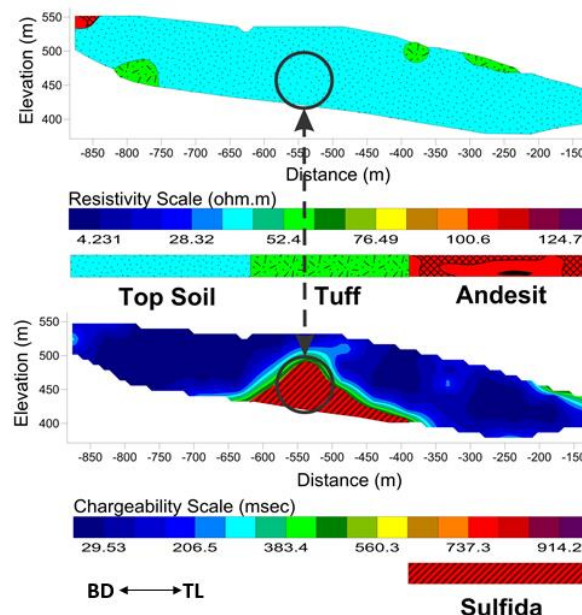 Elevation (m)
550
500
450
400
-850 -800 -750 -700 -650 -600 -550 -500 -450 -400 -350 -300 -250 -200 -150 -100
Distance (m)
Resistivity Scale (ohm.m)
4.231 28.32 52.4 76.49 100.6 124.7
Top Soil Tuff Andesit
Elevation (m)
550
500
450
400
-850 -800 -750 -700 -650 -600 -550 -500 -450 -400 -350 -300 -250 -200 -150
Distance (m)
Chargeability Scale (msec)
29.53 206.5 383.4 560.3 737.3 914.2
BD TL
Sulfida